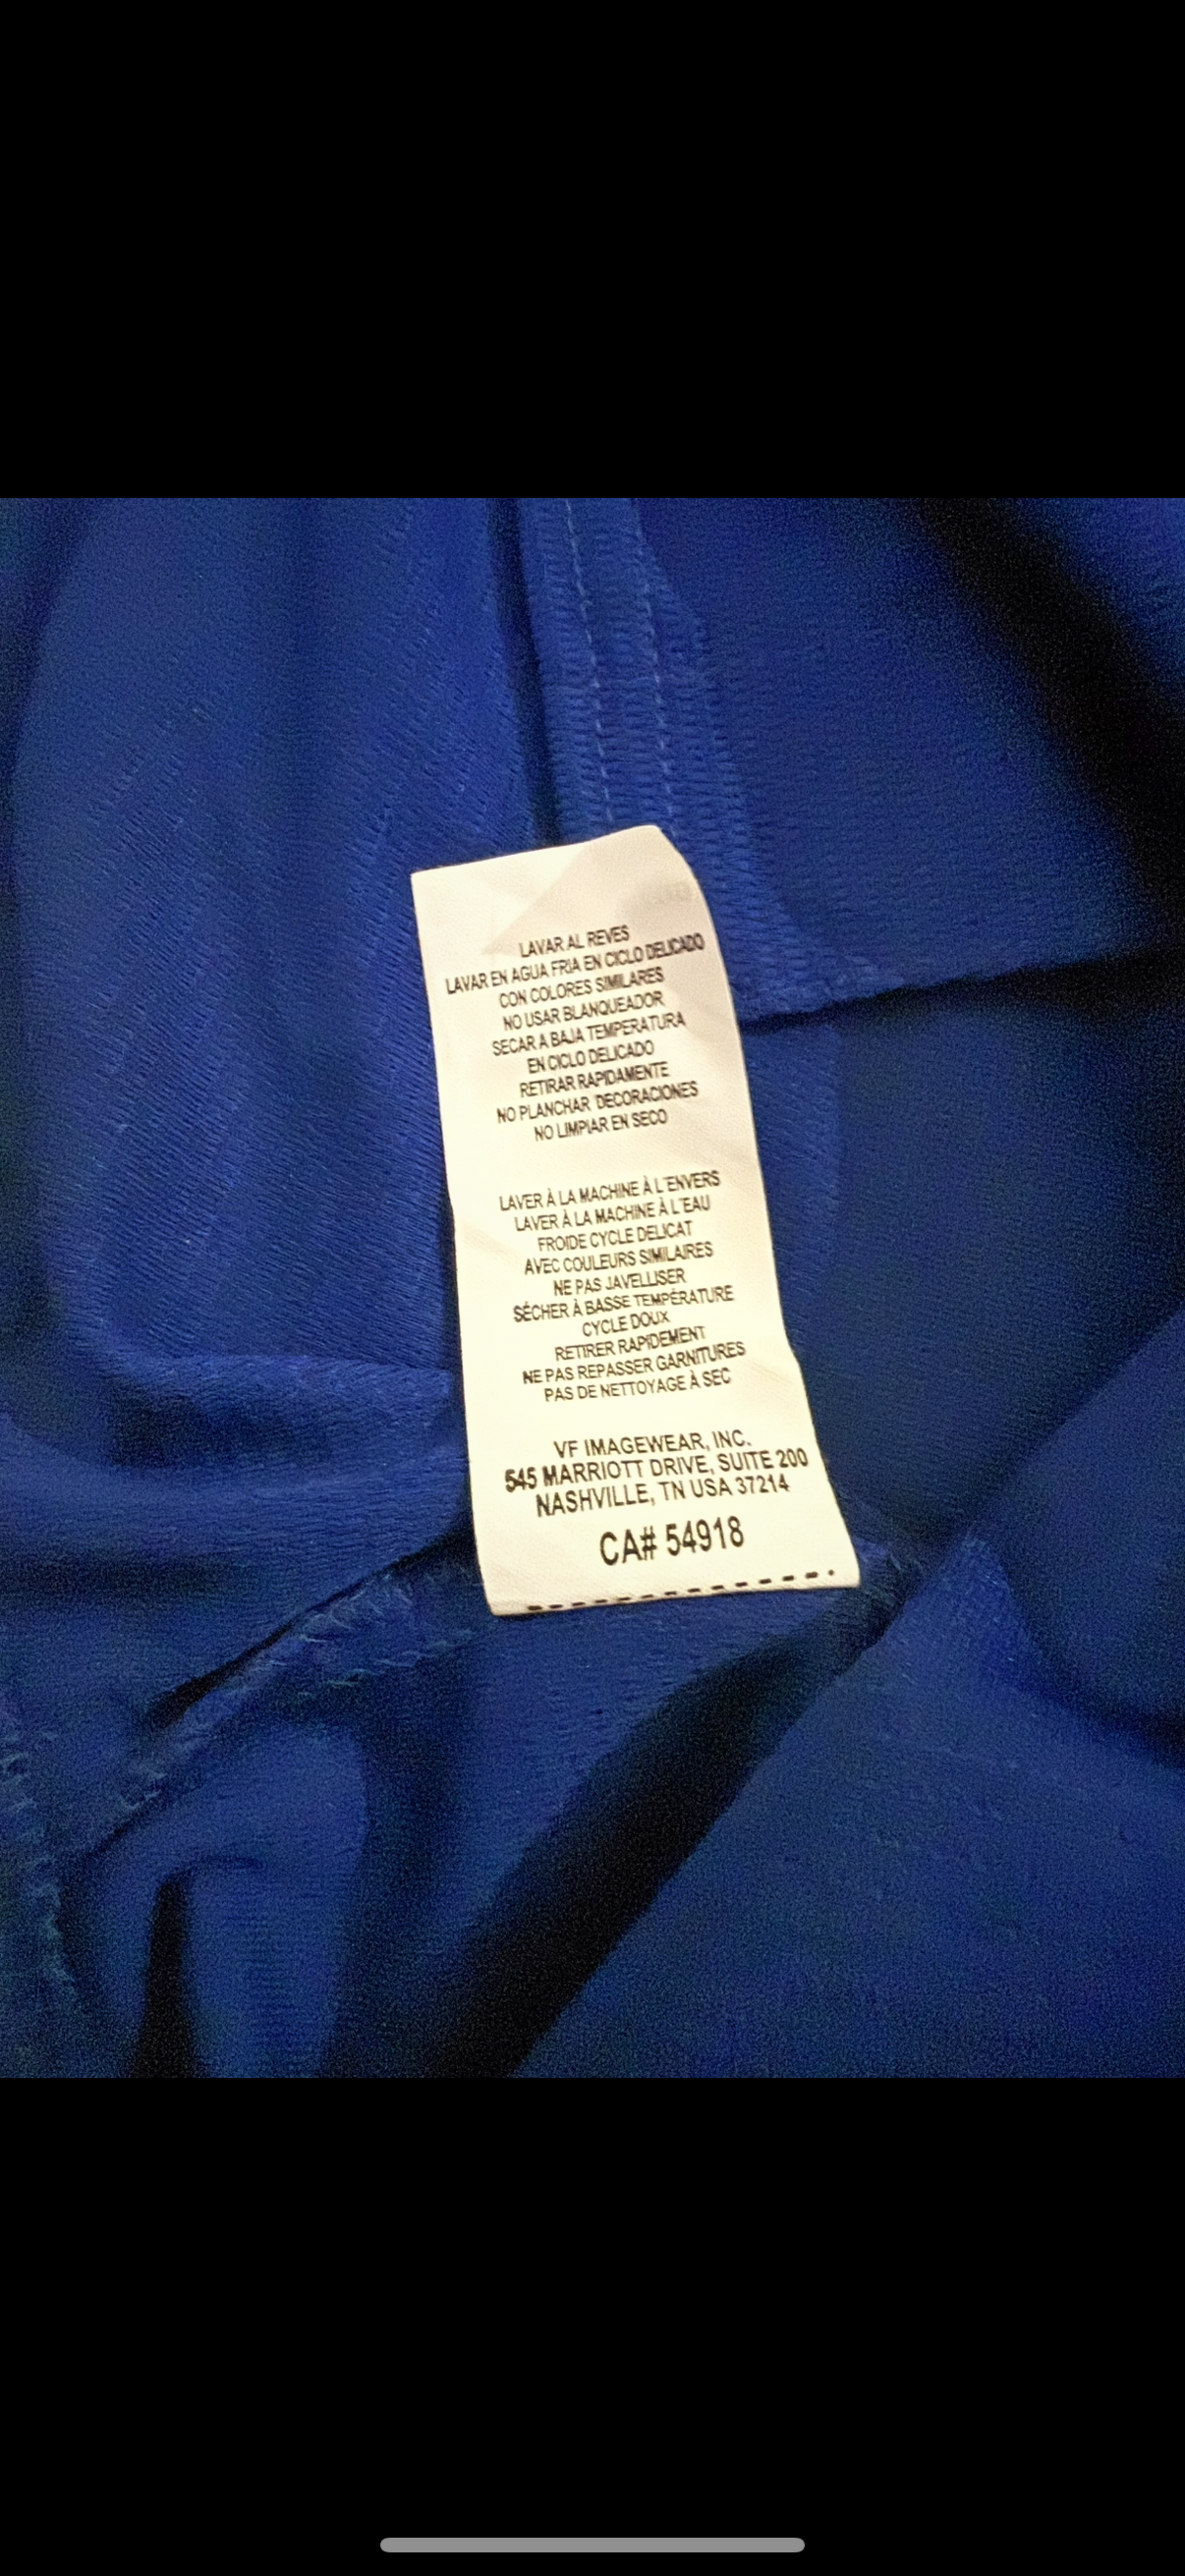 LAVAR AL REVES
LAVAR EN AGUA FRIA EN CICLO DELICADO
CON COLORES SIMILARES
NO USAR BLANQUEADOR
SECAR A BAJA TEMPERATURA
EN CICLO DELICADO
RETIRAR RAPIDAMENTE
NO PLANCHAR DECORACIONES
NO LIMPIAR EN SECO
LAVER À LA MACHINE À L'ENVERS
LAVER À LA MACHINE À L'EAU
FROIDE CYCLE DELICAT
AVEC COULEURS SIMILAIRES
NE PAS JAVELLISER
SÉCHER À BASSE TEMPÉRATURE
CYCLE DOUX
RETIRER RAPIDEMENT
NE PAS REPASSER GARNITURES
PAS DE NETTOYAGE À SEC
VF IMAGEWEAR, INC.
545 MARRIOTT DRIVE, SUITE 200
NASHVILLE, TN USA 37214
CA# 54918